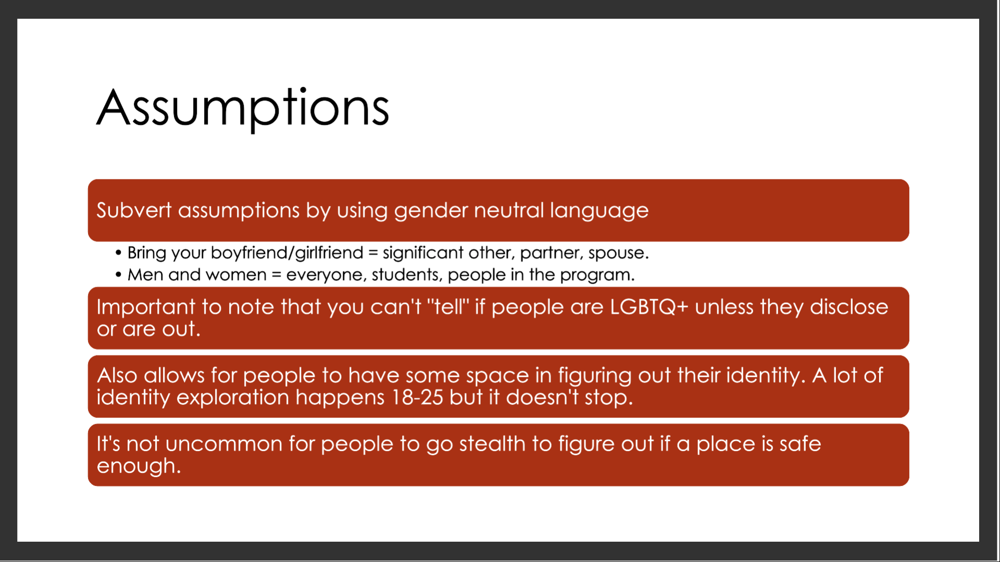 Assumptions
Subvert assumptions by using gender neutral language
• Bring your boyfriend/girlfriend = significant other, partner, spouse.
• Men and women = everyone, students, people in the program.
Important to note that you can't "tell" if people are LGBTQ+ unless they disclose
or are out.
Also allows for people to have some space in figuring out their identity. A lot of
identity exploration happens 18-25 but it doesn't stop.
It's not uncommon for people to go stealth to figure out if a place is safe
enough.